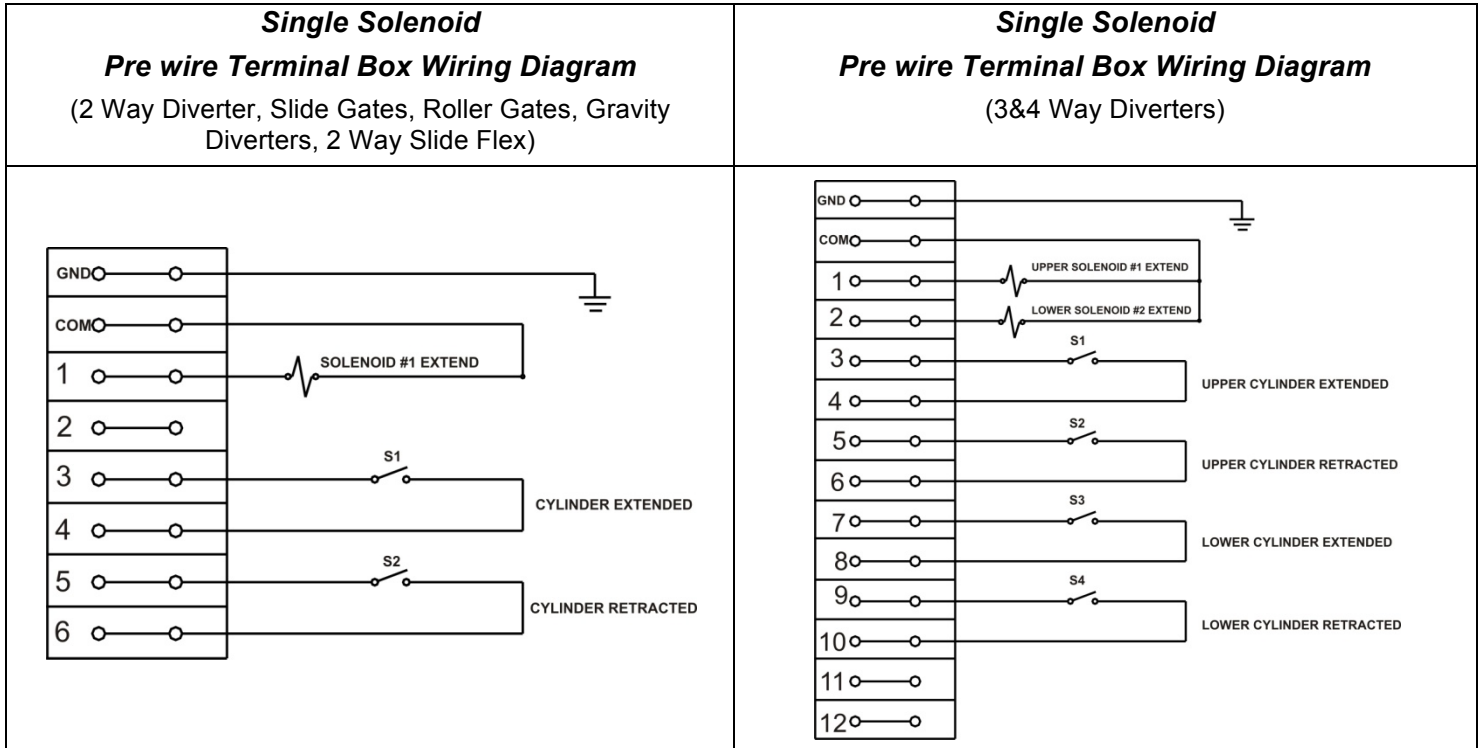 Single Solenoid
Pre wire Terminal Box Wiring Diagram
(2 Way Diverter, Slide Gates, Roller Gates, Gravity
Diverters, 2 Way Slide Flex)
Single Solenoid
Pre wire Terminal Box Wiring Diagram
(3&4 Way Diverters)
GND
COM
1 SOLENOID #1 EXTEND
2
S1
3
CYLINDER EXTENDED
4
S2
5
CYLINDER RETRACTED
6
GND
COM
UPPER SOLENOID #1 EXTEND
1
LOWER SOLENOID #2 EXTEND
2
S1
3
UPPER CYLINDER EXTENDED
4
S2
5
UPPER CYLINDER RETRACTED
6
S3
7
LOWER CYLINDER EXTENDED
8
S4
9
LOWER CYLINDER RETRACTED
10
11
12